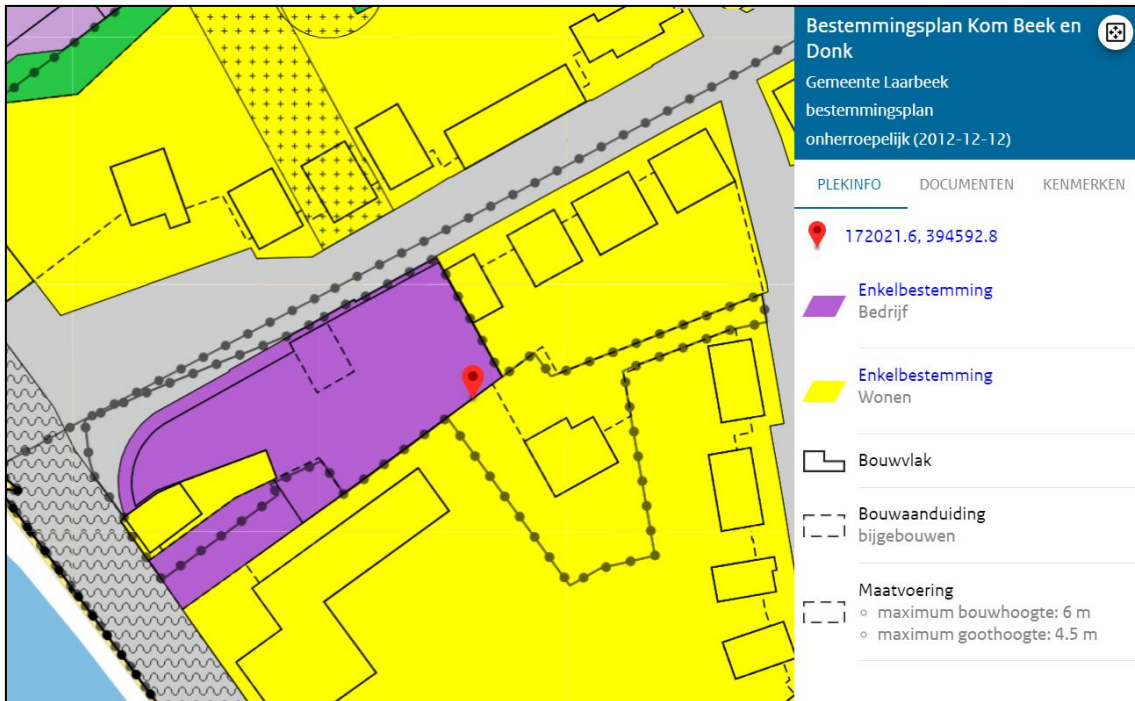 Bestemmingsplan Kom Beek en
Donk
Gemeente Laarbeek
bestemmingsplan
onherroepelijk (2012-12-12)
PLEKINFO DOCUMENTEN KENMERKEN
172021.6, 394592.8
Enkelbestemming
Bedrijf
Enkelbestemming
Wonen
Bouwvlak
Bouwaanduiding
bijgebouwen
Maatvoering
maximum bouwhoogte: 6 m
maximum goothoogte: 4.5 m